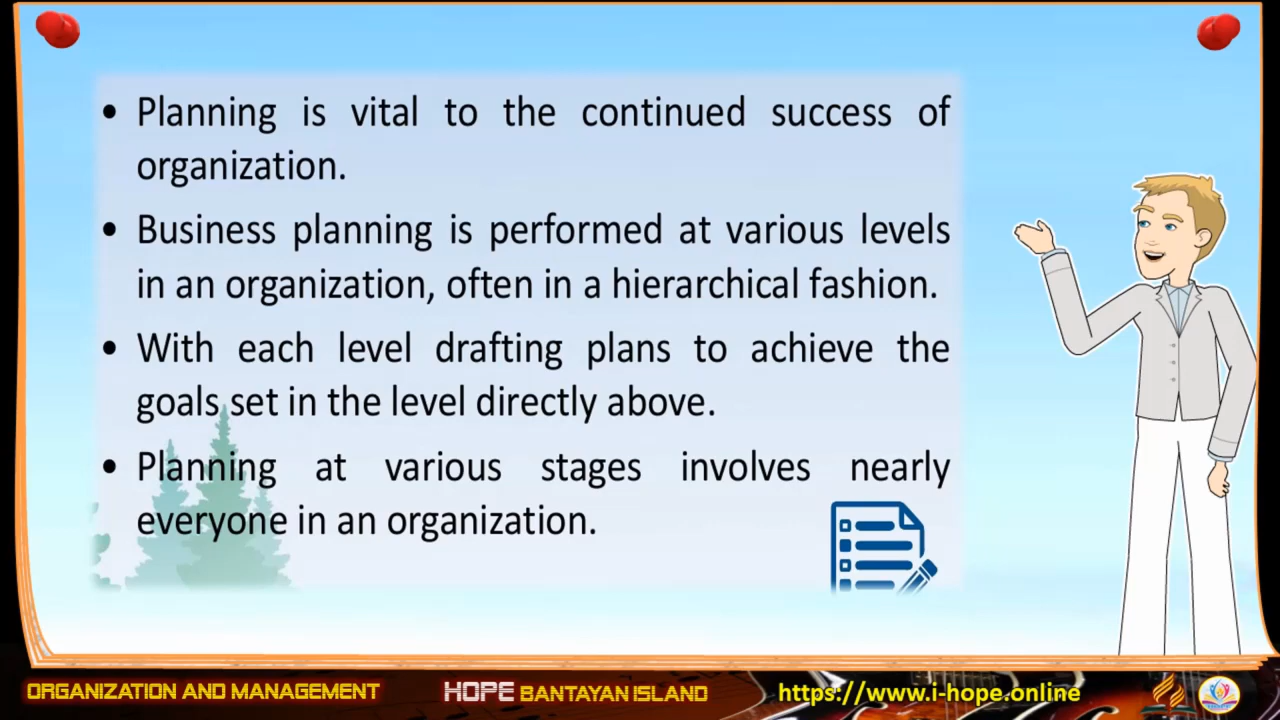 • Planning is vital to the continued success of
organization.
• Business planning is performed at various levels
in an organization, often in a hierarchical fashion.
• With each level drafting plans to achieve the
goals set in the level directly above.
• Planning at various stages involves nearly
everyone in an organization.
ORGANIZATION AND MANAGEMENT
HOPE BANTAYAN ISLAND
https://www.i-hope.online